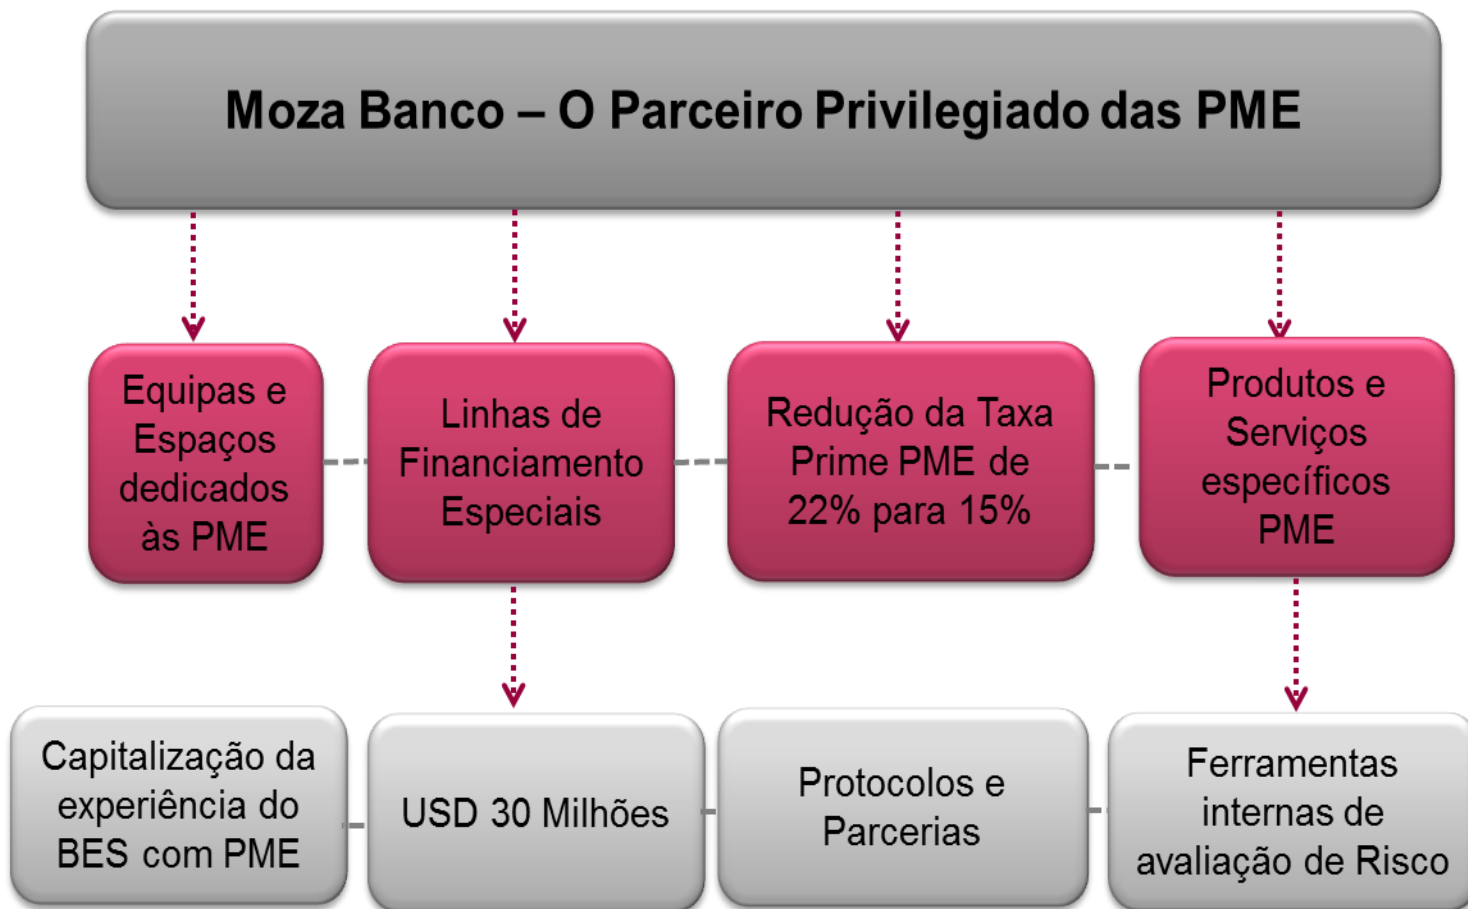 Moza Banco – O Parceiro Privilegiado das PME
Equipas e
Espaços
dedicados
às PME
Linhas de
Financiamento
Especiais
Redução da Taxa
Prime PME de
22% para 15%
Produtos e
Serviços
específicos
PME
Capitalização da
experiência do
BES com PME
USD 30 Milhões
Protocolos e
Parcerias
Ferramentas
internas de
avaliação de Risco